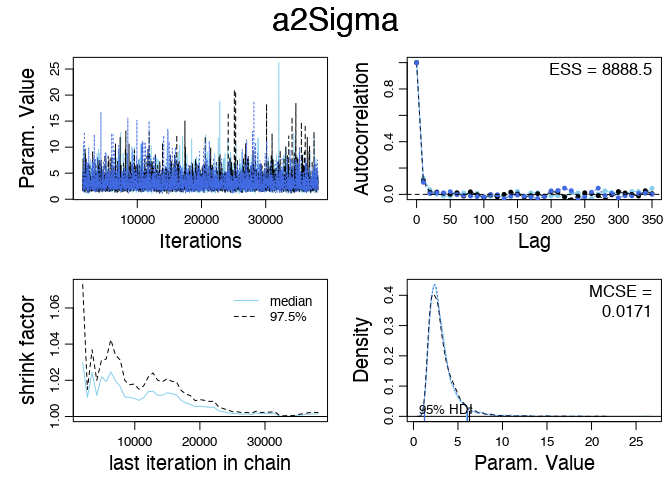 a2Sigma
Param. Value
0 5 10 15 20 25
10000 20000 30000
Iterations
ESS = 8888.5
Autocorrelation
0.0 0.4 0.8
0 50 100 150 200 250 300 350
Lag
median
97.5%
shrink factor
1.00 1.02 1.04 1.06
10000 20000 30000
last iteration in chain
MCSE =
0.0171
Density
0.0 0.1 0.2 0.3 0.4
95% HDI
0 5 10 15 20 25
Param. Value